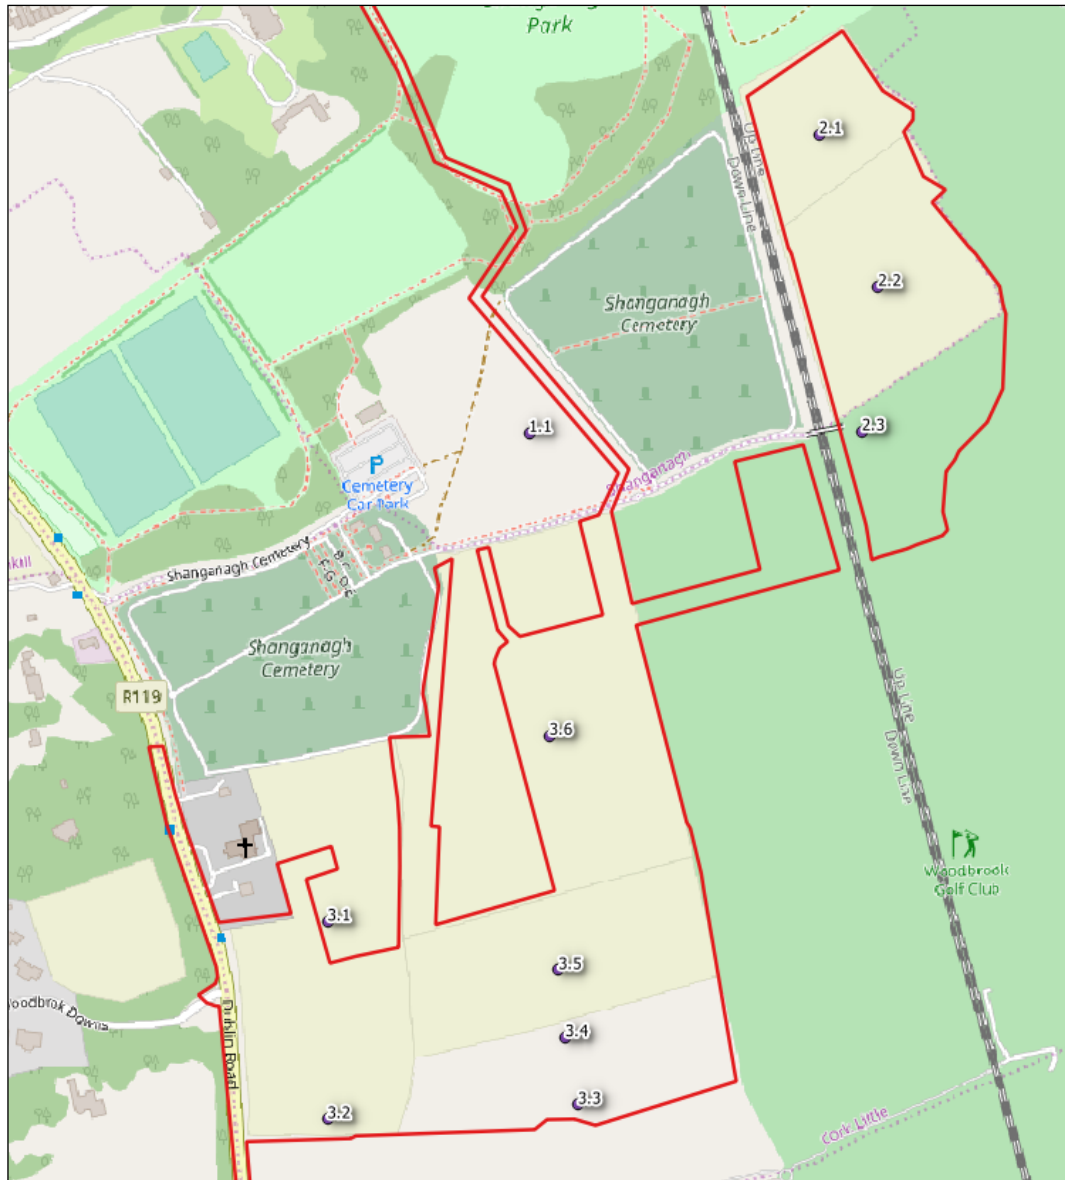 Park
2.1
Up Line
Down Line
2.2
Shanganagh
Cemetery
2.3
1.1
Shanganagh
P
Cemetery
Car Park
Shanganagh Cemetery
Shanganagh
Cemetery
R119
Up Line
Down Line
3.6
Woodbrook
Golf Club
3.1
3.5
3.4
3.3
3.2
Dublin Road
Cork Little